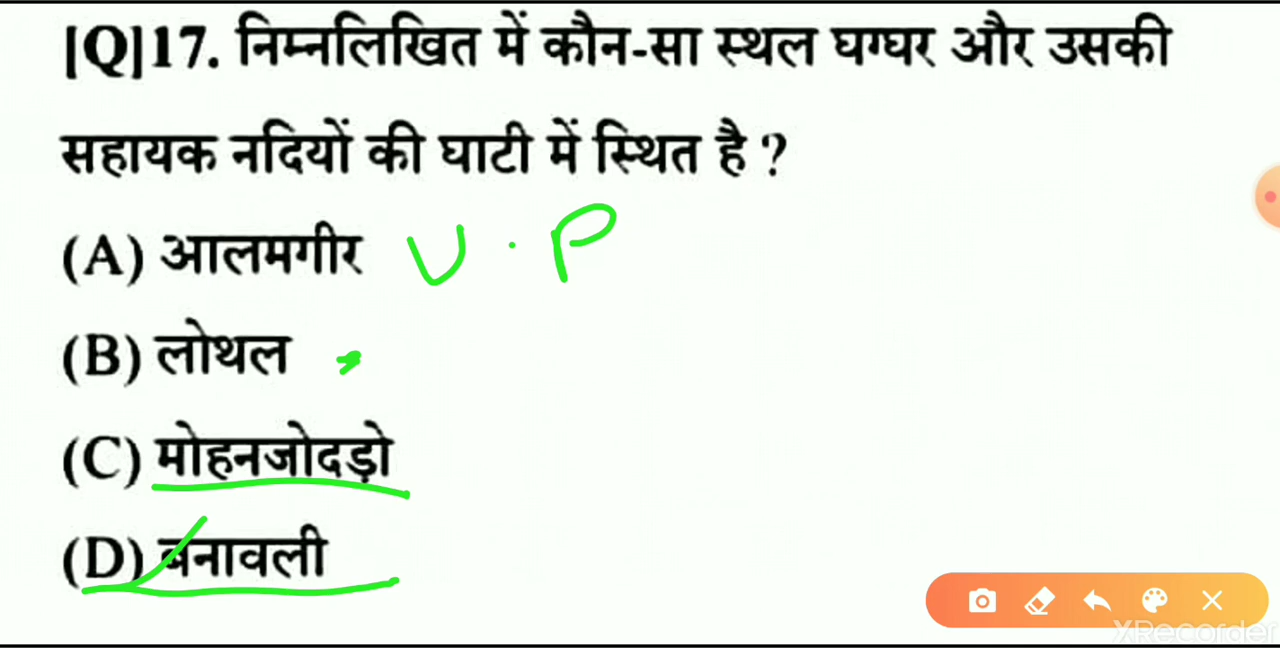 [Q]17. निम्नलिखित में कौन-सा स्थल घग्घर और उसकी
सहायक नदियों की घाटी में स्थित है ?
(A) आलमगीर U.P
(B) लोथल
(C) मोहनजोदड़ो
(D) बनावली
XRecorder